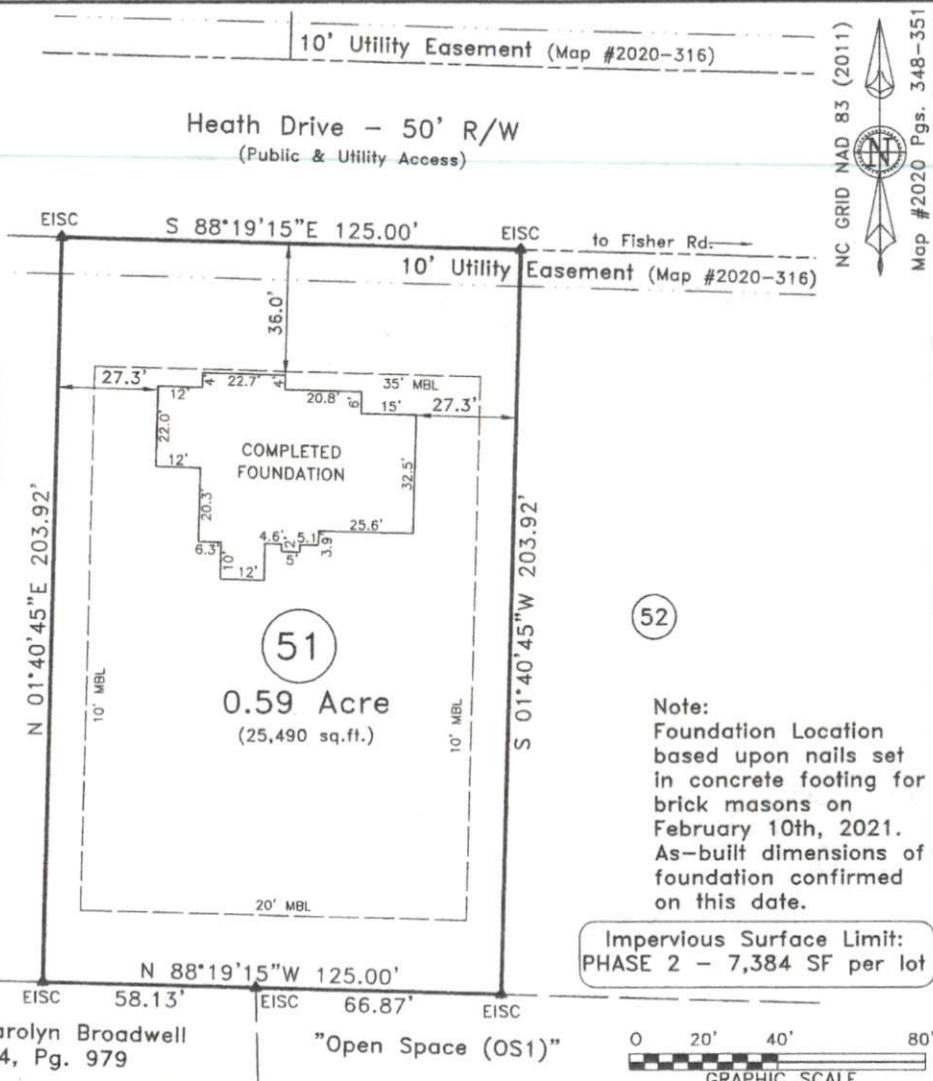 10' Utility Easement (Map #2020-316)
Heath Drive - 50' R/W
(Public & Utility Access)
NC GRID NAD 83 (2011)
Map #2020 Pgs. 348-351
N
EISC
S 88°19'15"E 125.00'
EISC
to Fisher Rd.
10' Utility Easement (Map #2020-316)
36.0'
27.3'
12'
4'
22.7'
4'
35' MBL
20.8'
6'
15'
27.3'
22.0'
COMPLETED
FOUNDATION
12'
32.5'
20.3'
25.6'
6.3'
10'
12'
4.6'
2'
5'
5.1'
3.9'
N 01°40'45"E 203.92'
S 01°40'45"W 203.92'
51
0.59 Acre
(25,490 sq.ft.)
10' MBL
10' MBL
52
Note:
Foundation Location
based upon nails set
in concrete footing for
brick masons on
February 10th, 2021.
As-built dimensions of
foundation confirmed
on this date.
20' MBL
Impervious Surface Limit:
PHASE 2 - 7,384 SF per lot
N 88°19'15"W 125.00'
EISC
58.13'
EISC
66.87'
EISC
arolyn Broadwell
4, Pg. 979
"Open Space (OS1)"
0 20' 40' 80'
GRAPHIC SCALE